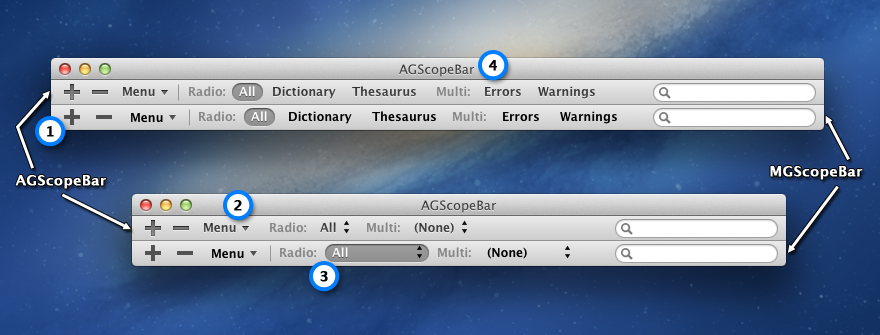 AGScopeBar 4
Menu Radio: All Dictionary Thesaurus Multi: Errors Warnings
1 Menu Radio: All Dictionary Thesaurus Multi: Errors Warnings
AGScopeBar
MGScopeBar
2 AGScopeBar
Menu Radio: All Multi: (None)
Menu Radio: All Multi: (None)
3